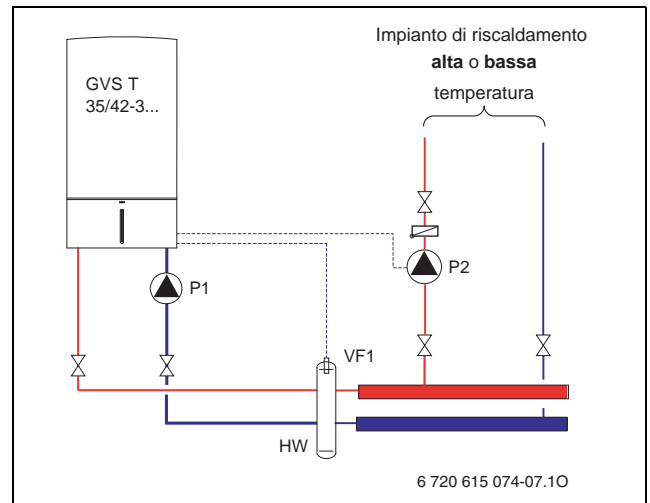 Impianto di riscaldamento
alta o bassa
temperatura
GVS T
35/42-3...
P1
P2
VF1
HW
6 720 615 074-07.1O